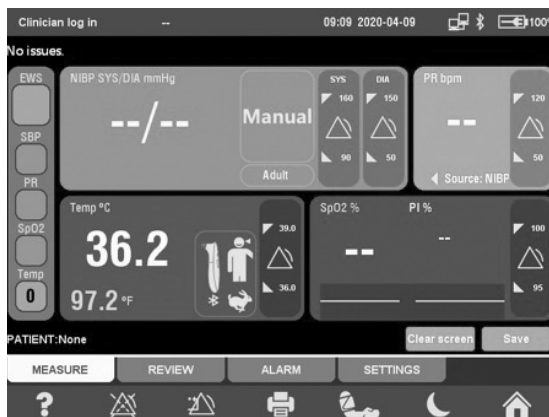 Clinician log in -- 09:09 2020-04-09 100%
No issues.
EWS
SBP
PR
SpO2
Temp
0
NIBP SYS/DIA mmHg
--/--
Manual
Adult
SYS
160
90
DIA
150
50
PR bpm
--
Source: NIBP
120
50
Temp °C
36.2
97.2 °F
39.0
36.0
SpO2 %
--
PI %
--
100
95
PATIENT:None
Clear screen
Save
MEASURE REVIEW ALARM SETTINGS
?